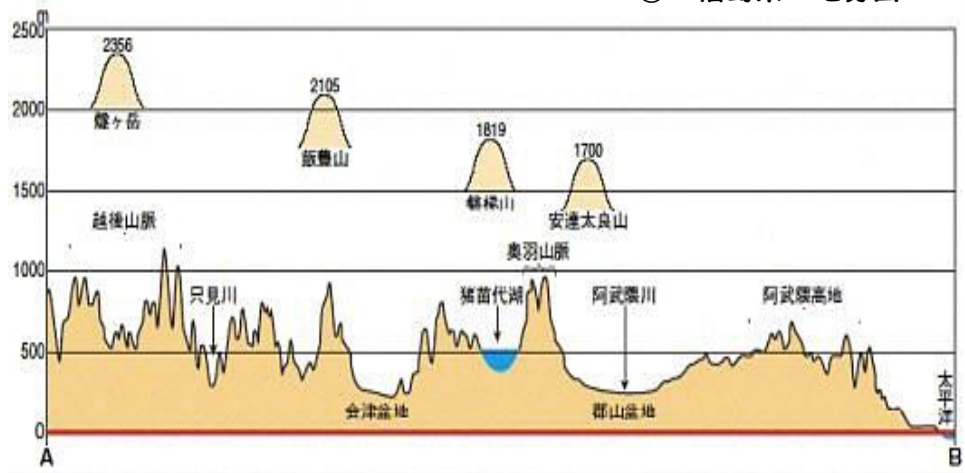 m
2500
2000
1500
1000
500
0
2356
燧ヶ岳
2105
飯豊山
1819
磐梯山
1700
安達太良山
越後山脈
奥羽山脈
只見川
猪苗代湖
阿武隈川
阿武隈高地
会津盆地
郡山盆地
太平洋
A
B